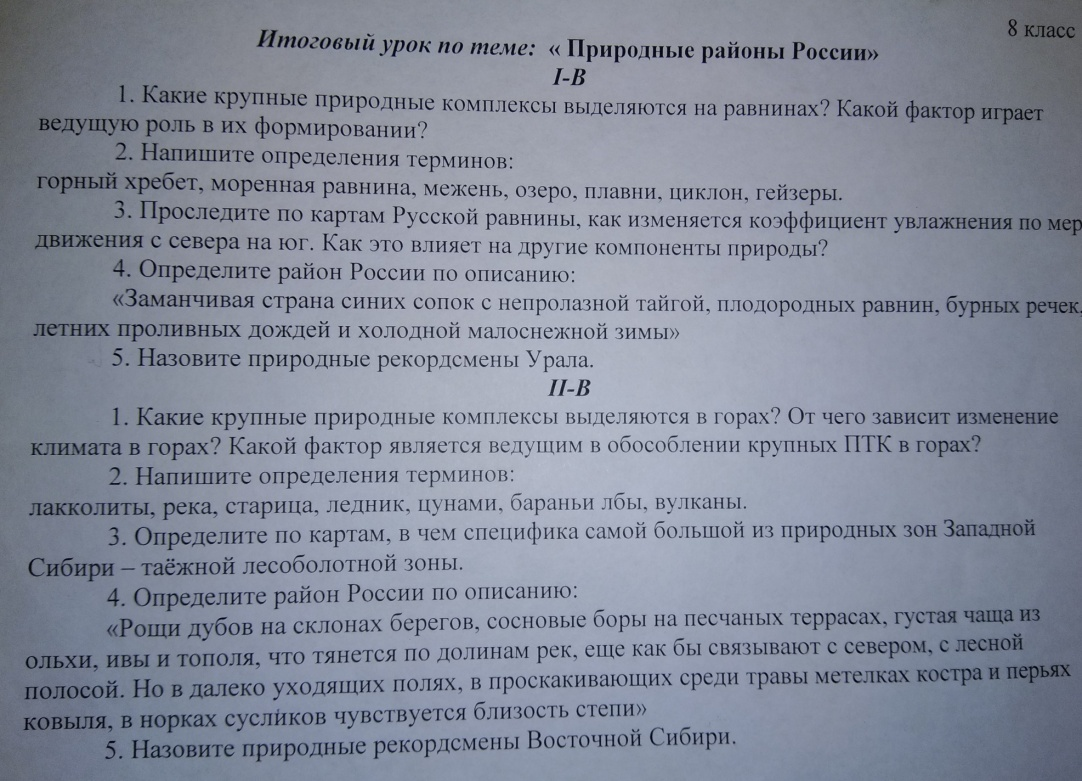 8 класс
Итоговый урок по теме: « Природные районы России»
I-В
1. Какие крупные природные комплексы выделяются на равнинах? Какой фактор играет
ведущую роль в их формировании?
2. Напишите определения терминов:
горный хребет, моренная равнина, межень, озеро, плавни, циклон, гейзеры.
3. Проследите по картам Русской равнины, как изменяется коэффициент увлажнения по мер
движения с севера на юг. Как это влияет на другие компоненты природы?
4. Определите район России по описанию:
«Заманчивая страна синих сопок с непролазной тайгой, плодородных равнин, бурных речек,
летних проливных дождей и холодной малоснежной зимы»
5. Назовите природные рекордсмены Урала.
II-В
1. Какие крупные природные комплексы выделяются в горах? От чего зависит изменение
климата в горах? Какой фактор является ведущим в обособлении крупных ПТК в горах?
2. Напишите определения терминов:
лакколиты, река, старица, ледник, цунами, бараньи лбы, вулканы.
3. Определите по картам, в чем специфика самой большой из природных зон Западной
Сибири – таёжной лесоболотной зоны.
4. Определите район России по описанию:
«Рощи дубов на склонах берегов, сосновые боры на песчаных террасах, густая чаща из
ольхи, ивы и тополя, что тянется по долинам рек, еще как бы связывают с севером, с лесной
полосой. Но в далеко уходящих полях, в проскакивающих среди травы метелках костра и перьях
ковыля, в норках сусликов чувствуется близость степи»
5. Назовите природные рекордсмены Восточной Сибири.